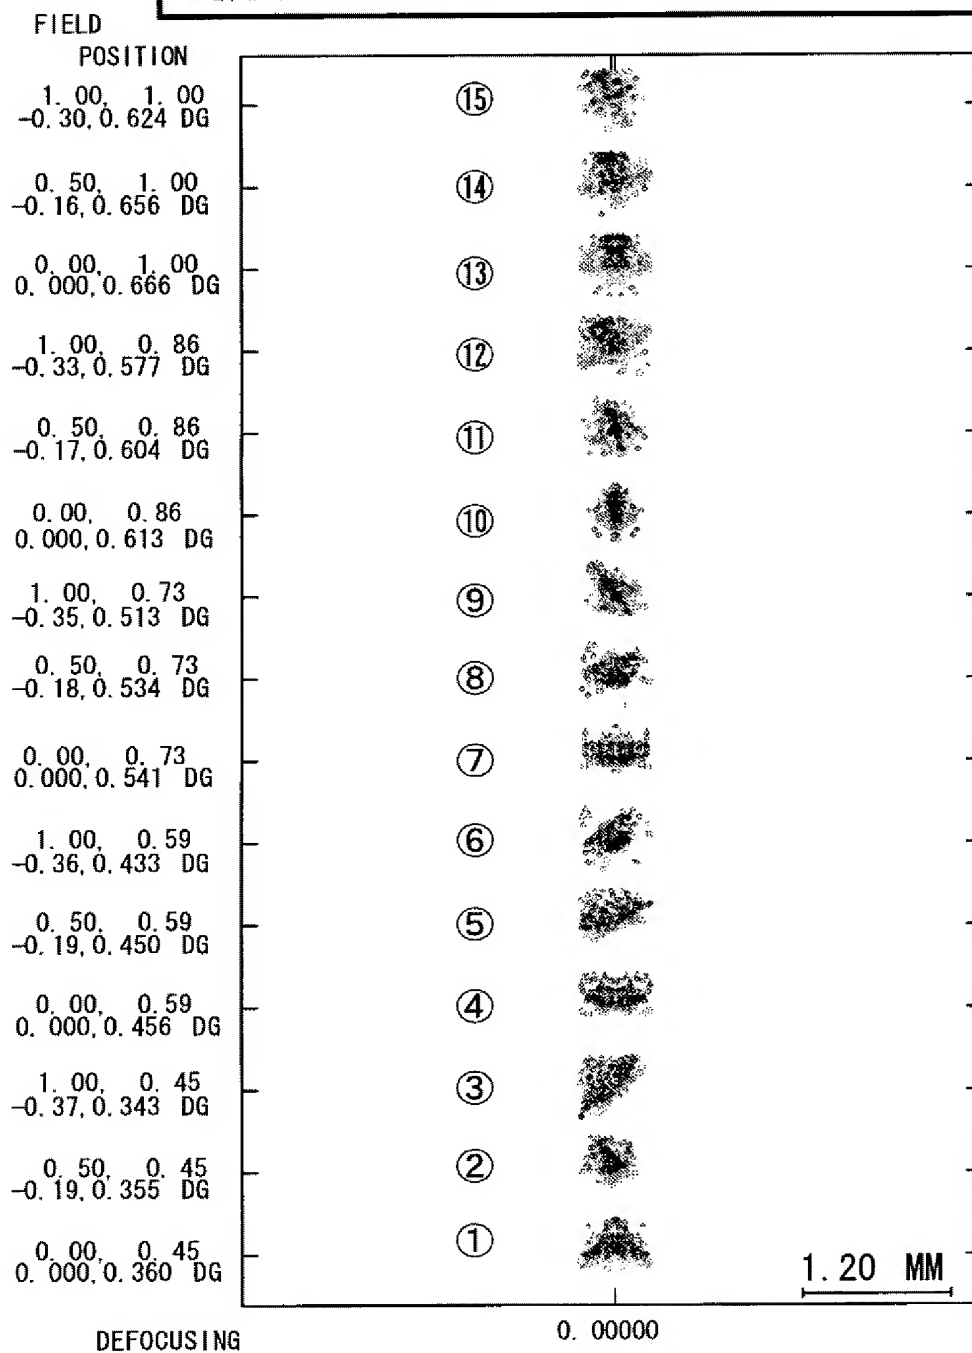 FIELD
POSITION
1. 00, 1. 00
-0. 30, 0. 624 DG
⑮
0. 50, 1. 00
-0. 16, 0. 656 DG
⑭
0. 00, 1. 00
0. 000, 0. 666 DG
⑬
1. 00, 0. 86
-0. 33, 0. 577 DG
⑫
0. 50, 0. 86
-0. 17, 0. 604 DG
⑪
0. 00, 0. 86
0. 000, 0. 613 DG
⑩
1. 00, 0. 73
-0. 35, 0. 513 DG
⑨
0. 50, 0. 73
-0. 18, 0. 534 DG
⑧
0. 00, 0. 73
0. 000, 0. 541 DG
⑦
1. 00, 0. 59
-0. 36, 0. 433 DG
⑥
0. 50, 0. 59
-0. 19, 0. 450 DG
⑤
0. 00, 0. 59
0. 000, 0. 456 DG
④
1. 00, 0. 45
-0. 37, 0. 343 DG
③
0. 50, 0. 45
-0. 19, 0. 355 DG
②
0. 00, 0. 45
0. 000, 0. 360 DG
①
1. 20 MM
DEFOCUSING
0. 00000